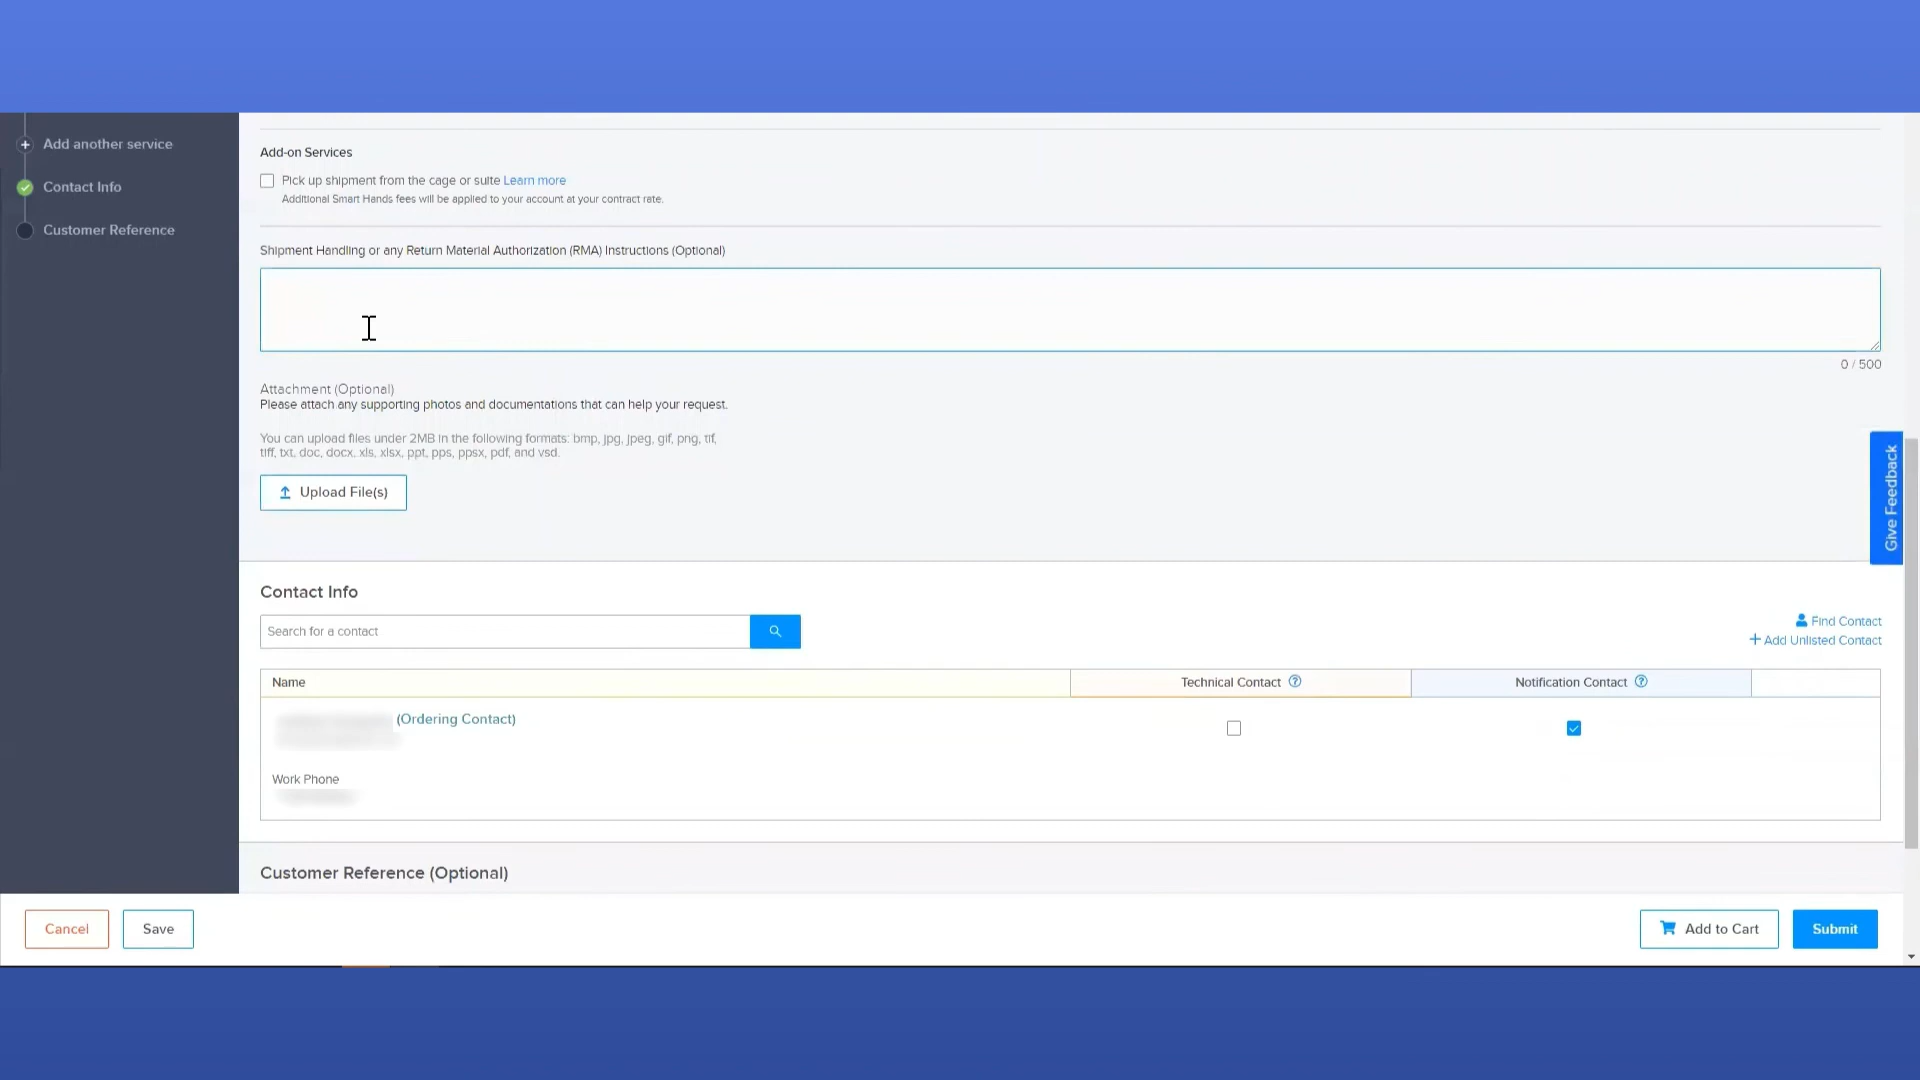 Add another service
Contact Info
Customer Reference
Add-on Services
Pick up shipment from the cage or suite Learn more
Additional Smart Hands fees will be applied to your account at your contract rate.
Shipment Handling or any Return Material Authorization (RMA) Instructions (Optional)
0 / 500
Attachment (Optional)
Please attach any supporting photos and documentations that can help your request.
You can upload files under 2MB in the following formats: bmp, jpg, jpeg, gif, png, tif,
tiff, txt, doc, docx, xls, xlsx, ppt, pps, ppsx, pdf, and vsd.
Upload File(s)
Give Feedback
Contact Info
Search for a contact
Find Contact
+ Add Unlisted Contact
Name
Technical Contact
Notification Contact
(Ordering Contact)
Work Phone
Customer Reference (Optional)
Cancel
Save
Add to Cart
Submit